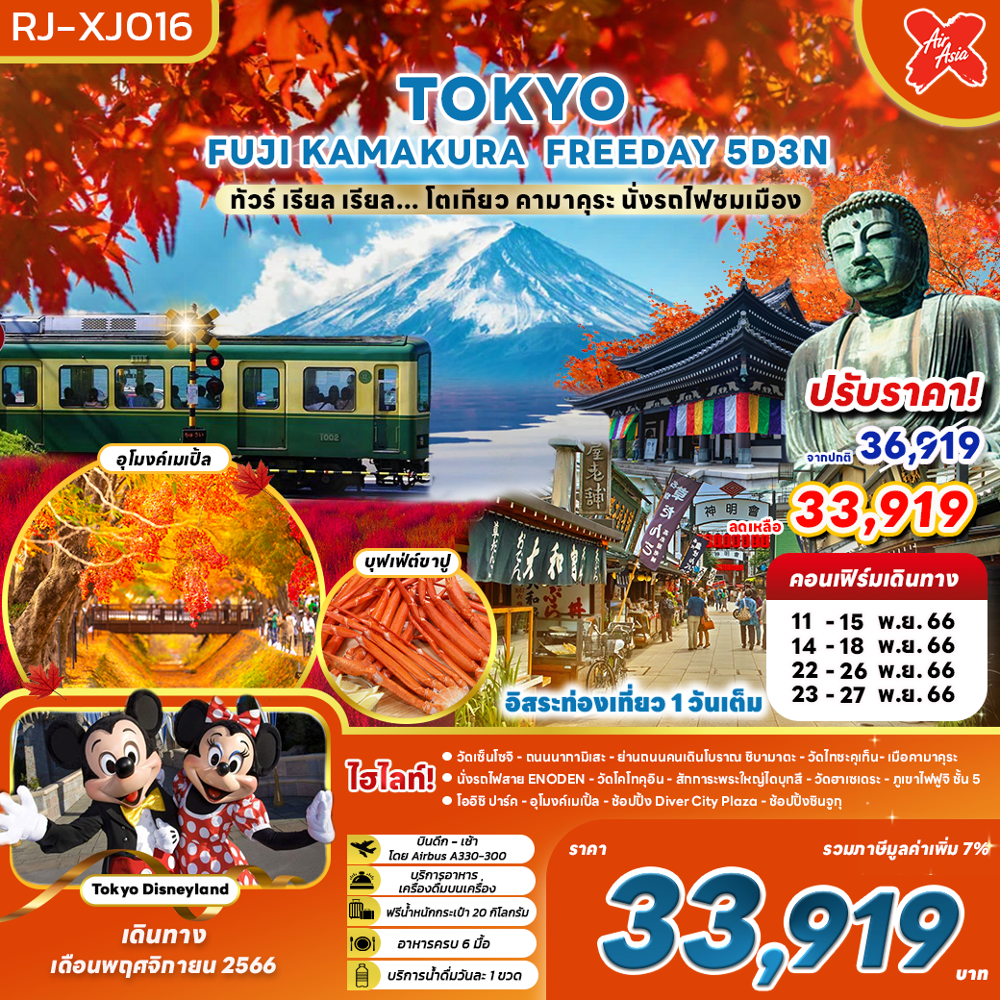 RJ-XJ016
Air
Asia
TOKYO
FUJI KAMAKURA FREEDAY 5D3N
ทัวร์ เรียล เรียล... โตเกียว คามาคุระ นั่งรถไฟชมเมือง
1002
ปรับราคา!
จากปกติ 36,919
ลดเหลือ 33,919
อุโมงค์เมเปิ้ล
บุฟเฟ่ต์ขาปู
神明會
大和家
คอนเฟิร์มเดินทาง
11 - 15 พ.ย. 66
14 - 18 พ.ย. 66
22 - 26 พ.ย. 66
23 - 27 พ.ย. 66
อิสระท่องเที่ยว 1 วันเต็ม
ไฮไลท์!
วัดเซ็นโซจิ - ถนนนากามิเสะ - ย่านถนนคนเดินโบราณ ชิบามาตะ - วัดไทชะคุเท็น- เมือคามาคุระ
นั่งรถไฟสาย ENODEN - วัดโคโทคุอิน - สักการะพระใหญ่ไดบุทสึ - วัดฮาเซเดระ - ภูเขาไฟฟูจิ ชั้น 5
โออิชิ ปาร์ค - อุโมงค์เมเปิ้ล - ช้อปปิ้ง Diver City Plaza - ช้อปปิ้งชินจูกุ
Tokyo Disneyland
เดินทาง
เดือนพฤศจิกายน 2566
บินดึก - เช้า
โดย Airbus A330-300
บริการอาหาร
เครื่องดื่มบนเครื่อง
ฟรีน้ำหนักกระเป๋า 20 กิโลกรัม
อาหารครบ 6 มื้อ
บริการน้ำดื่มวันละ 1 ขวด
ราคา
รวมภาษีมูลค่าเพิ่ม 7%
33,919
บาท